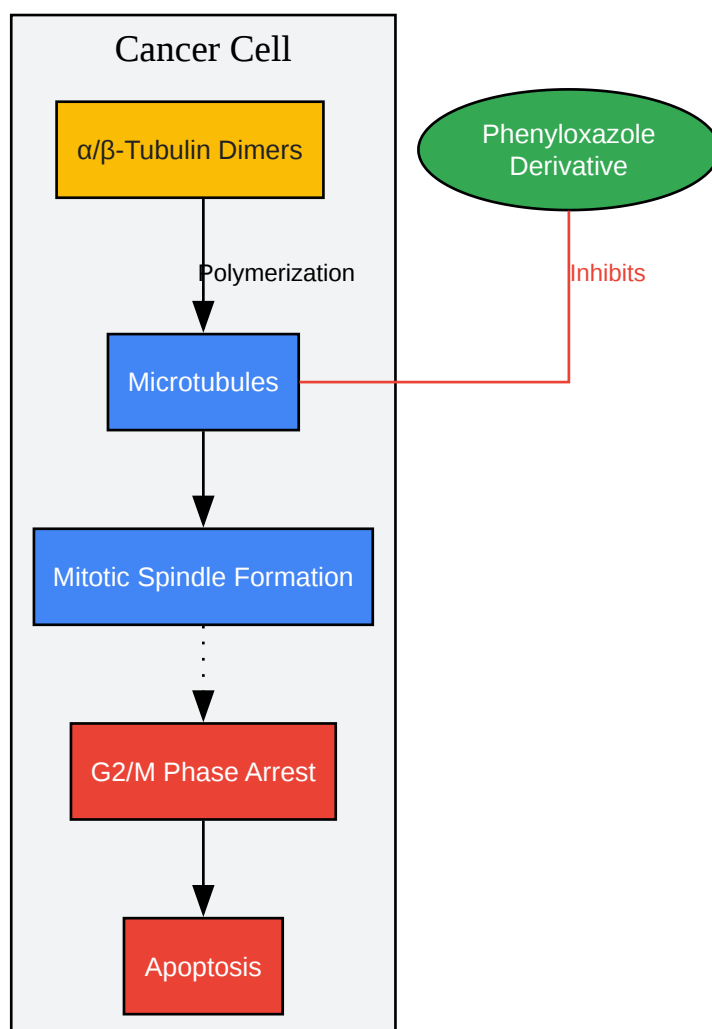 Cancer Cell
α/β-Tubulin Dimers
Phenyloxazole
Derivative
Polymerization
Inhibits
Microtubules
Mitotic Spindle Formation
G2/M Phase Arrest
Apoptosis